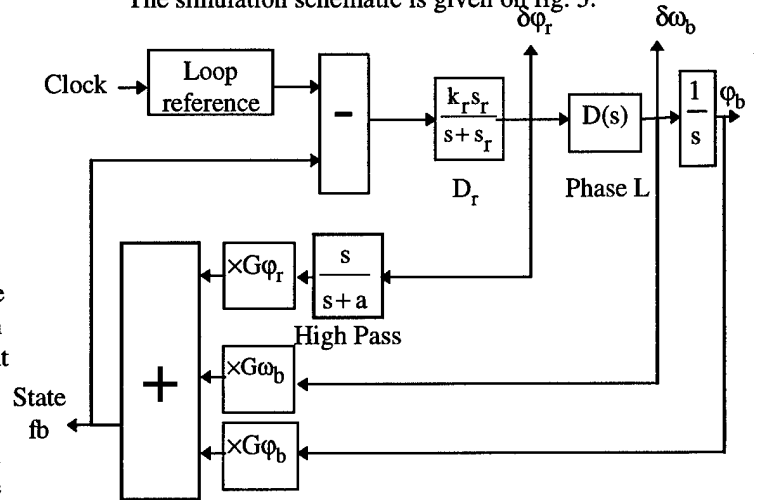 The simulation schematic is given on fig. 5.
δφr
δωb
Clock
Loop
reference
-
krsr
s+sr
D(s)
1
s
φb
Dr
Phase L
×Gφr
s
s+a
High Pass
×Gωb
+
State
fb
×Gφb